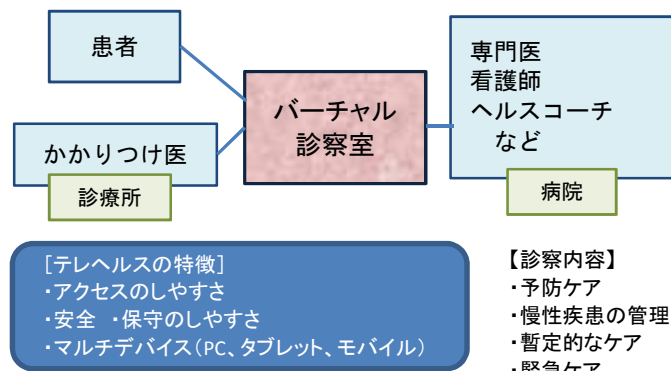 患者
専門医
看護師
ヘルスコーチ
など
バーチャル
診察室
かかりつけ医
診療所
病院
[テレヘルスの特徴]
・アクセスのしやすさ
・安全 ・保守のしやすさ
・マルチデバイス(PC、タブレット、モバイル)
【診察内容】
・予防ケア
・慢性疾患の管理
・暫定的なケア
・緊急ケア